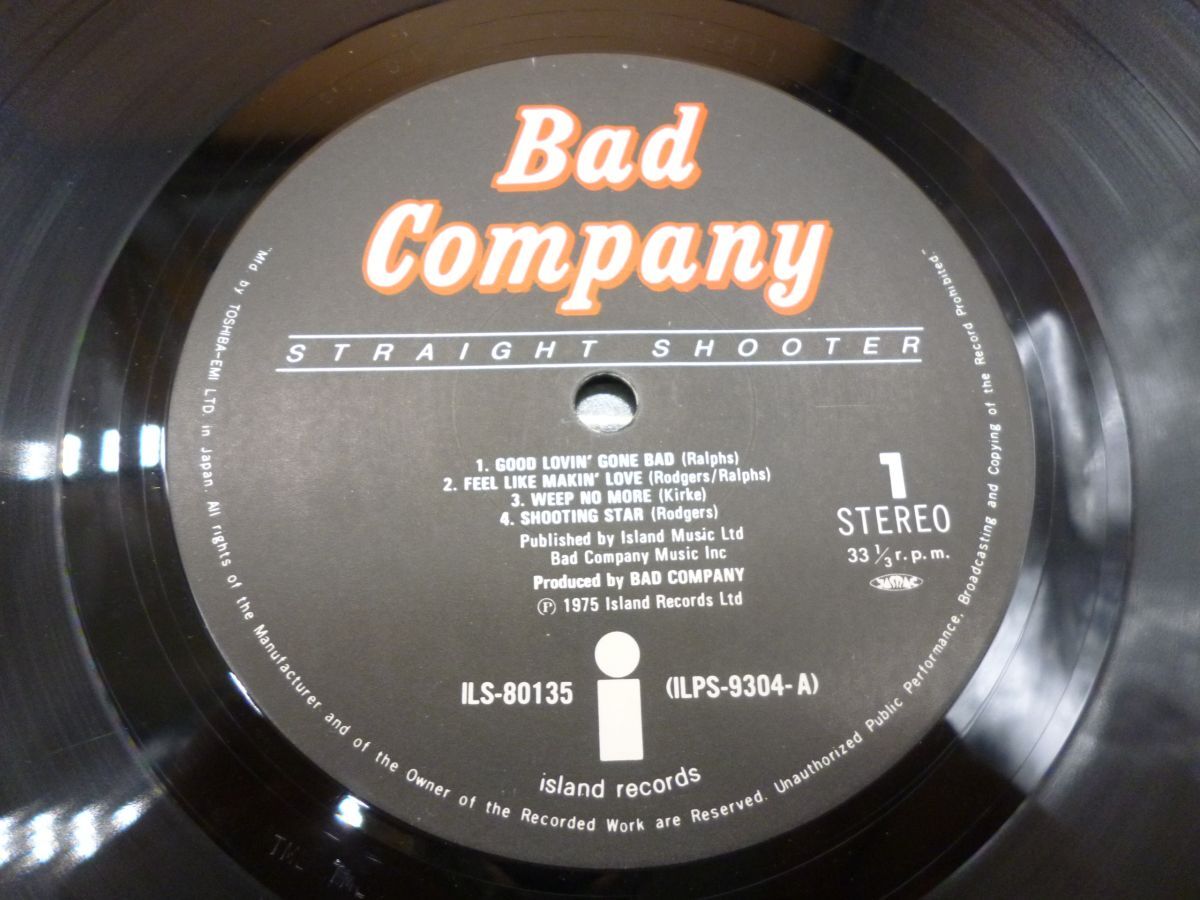 Bad
Company
STRAIGHT SHOOTER
1. GOOD LOVIN' GONE BAD (Ralphs)
2. FEEL LIKE MAKIN' LOVE (Rodgers/Ralphs)
3. WEEP NO MORE (Kirke)
4. SHOOTING STAR (Rodgers)
Published by Island Music Ltd
Bad Company Music Inc
Produced by BAD COMPANY
Ⓟ 1975 Island Records Ltd
1
STEREO
33 1/3 r.p.m.
JASRAC
ILS-80135
(ILPS-9304-A)
i
island records
"Mfd by TOSHIBA-EMI LTD. in Japan. All rights of the Manufacturer and of the Owner of the Recorded Work are Reserved. Unauthorized Public Performance, Broadcasting and Copying of the Record Prohibited."
TML